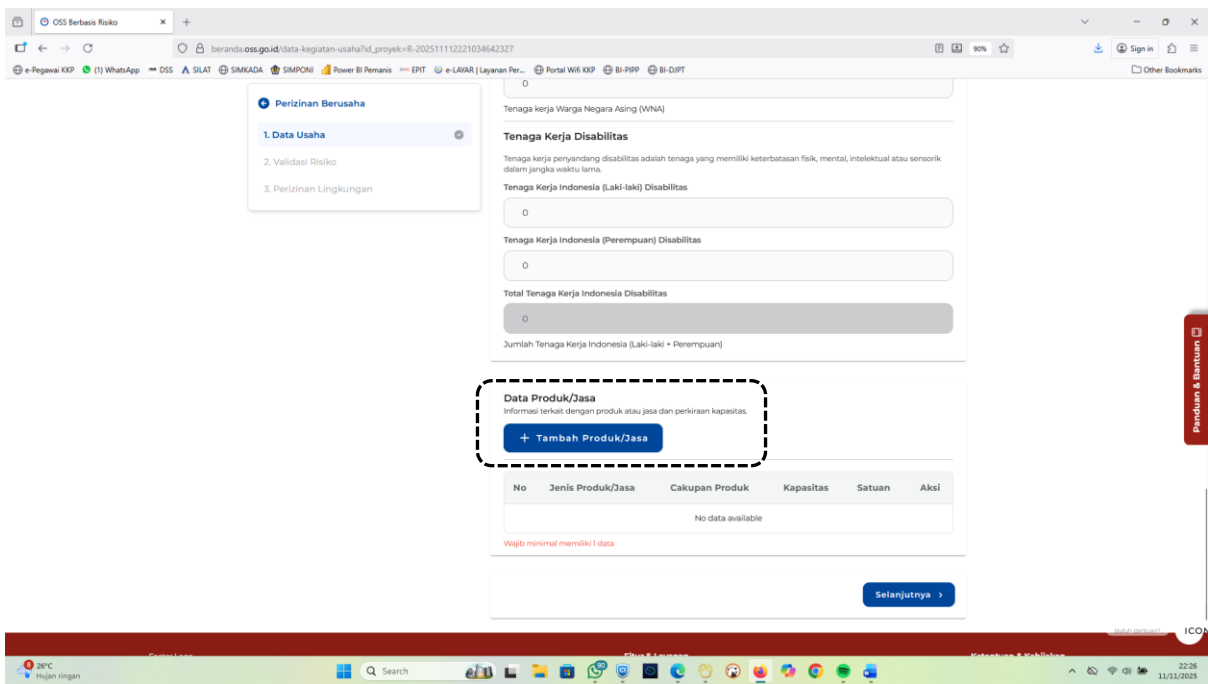 OSS Berbasis Risiko
beranda.oss.go.id/data-kegiatan-usaha?id_proyek=R-202511112221034642327
90%
Sign in
e-Pegawai KKP
(1) WhatsApp
DSS
SILAT
SIMKADA
SIMPONI
Power BI Pemanis
EPIT
e-LAYAR | Layanan Per...
Portal Wifi KKP
BI-PIPP
BI-DJPT
Other Bookmarks
Perizinan Berusaha
1. Data Usaha
2. Validasi Risiko
3. Perizinan Lingkungan
0
Tenaga kerja Warga Negara Asing (WNA)
Tenaga Kerja Disabilitas
Tenaga kerja penyandang disabilitas adalah tenaga yang memiliki keterbatasan fisik, mental, intelektual atau sensorik
dalam jangka waktu lama.
Tenaga Kerja Indonesia (Laki-laki) Disabilitas
0
Tenaga Kerja Indonesia (Perempuan) Disabilitas
0
Total Tenaga Kerja Indonesia Disabilitas
0
Jumlah Tenaga Kerja Indonesia (Laki-laki + Perempuan)
Data Produk/Jasa
Informasi terkait dengan produk atau jasa dan perkiraan kapasitas.
+ Tambah Produk/Jasa
No Jenis Produk/Jasa Cakupan Produk Kapasitas Satuan Aksi
No data available
Wajib minimal memiliki 1 data
Selanjutnya >
Panduan & Bantuan
ICON
8
26°C
Hujan ringan
Search
22:26
11/11/2025